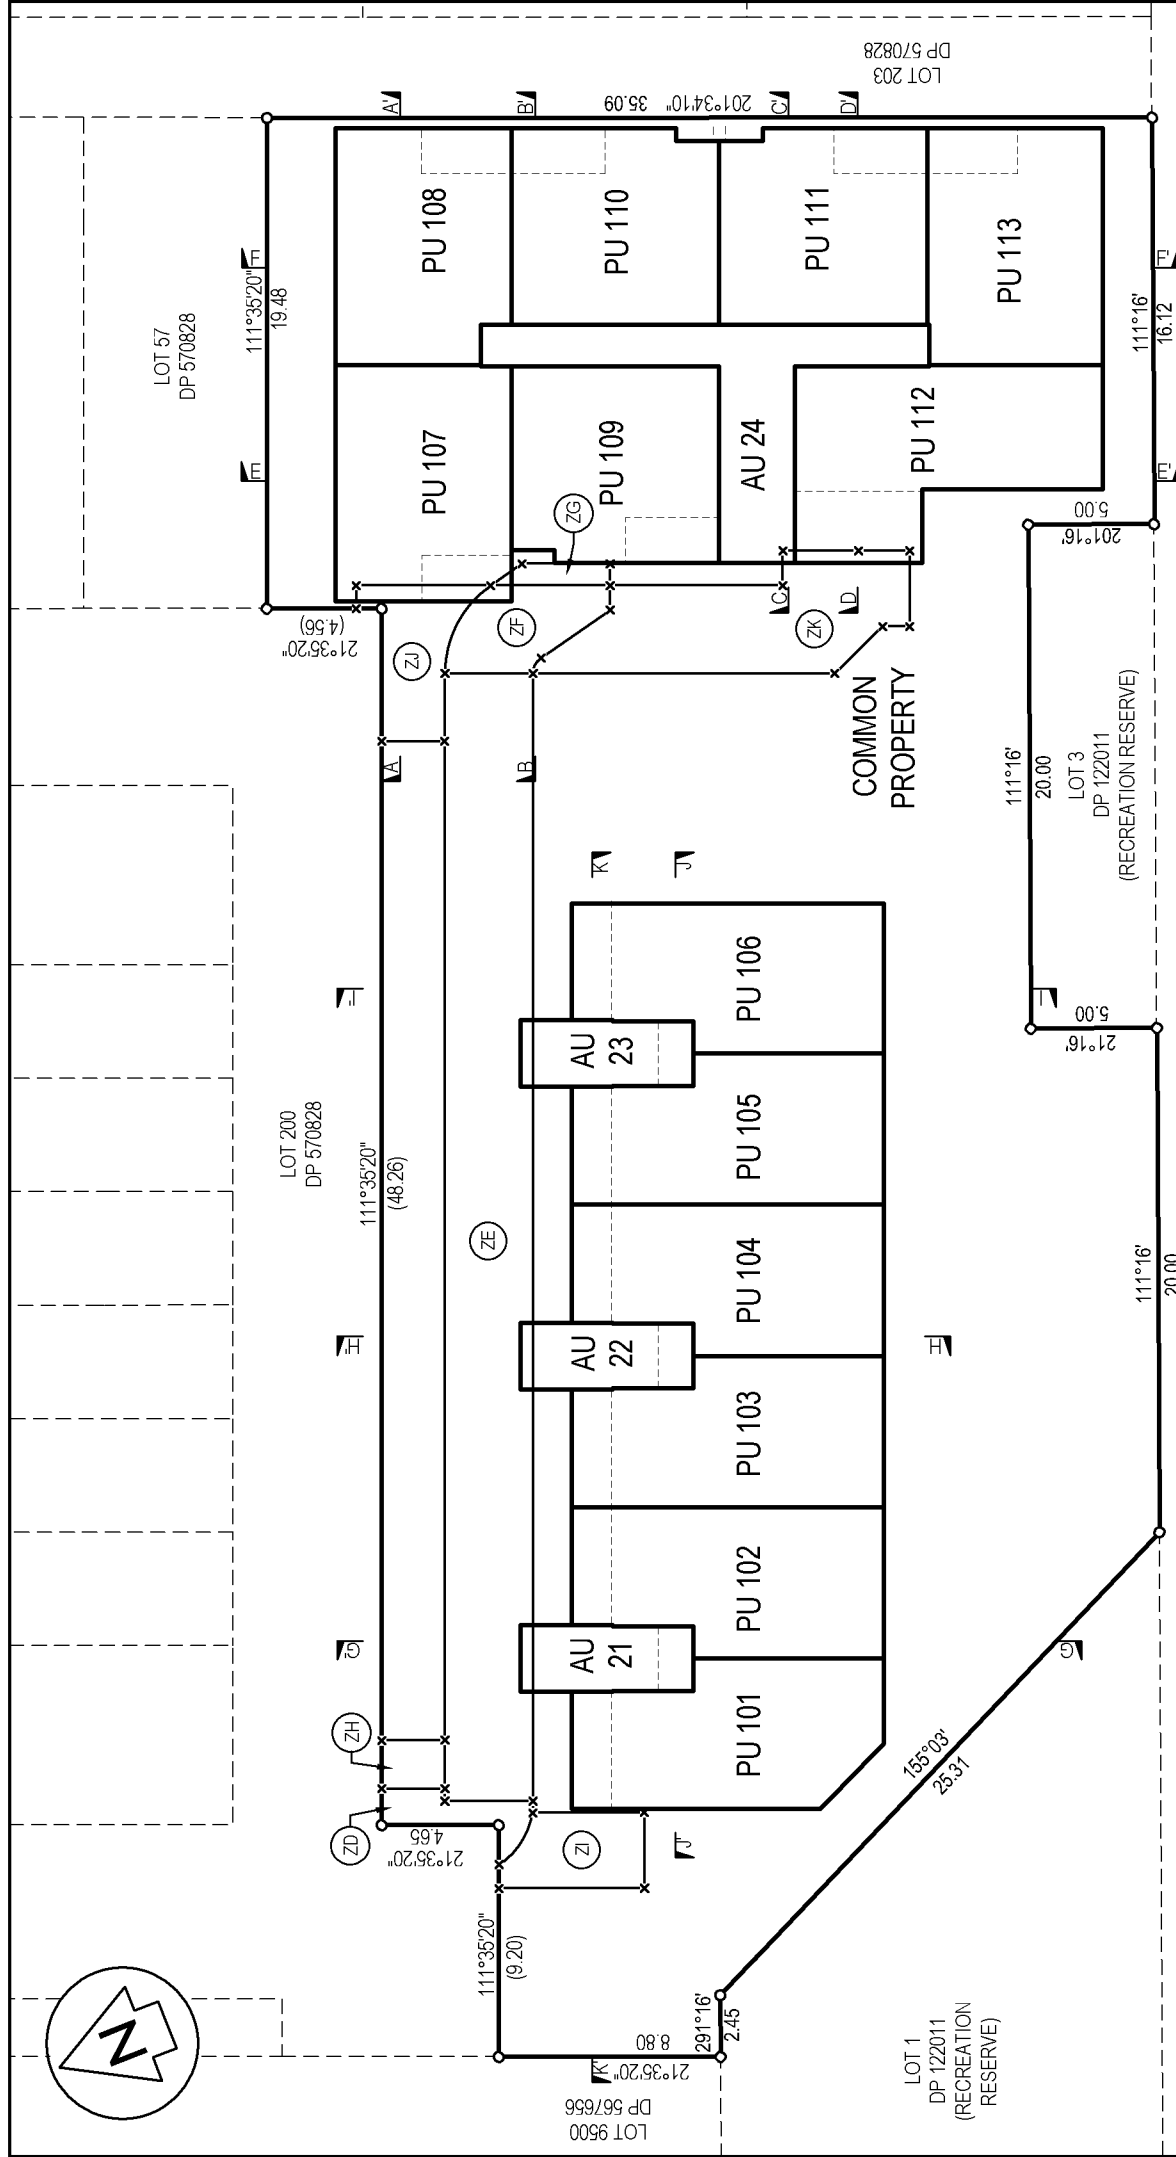 LOT 203
DP 570828
LOT 57
DP 570828
111°35'20"
19.48
201°34'10"
35.09
A'
B'
C'
D'
F
E
PU 108
PU 110
PU 111
PU 113
PU 107
PU 109
AU 24
PU 112
F'
E'
111°16'
16.12
201°16'
5.00
21°35'20"
(4.56)
ZG
ZF
ZJ
ZK
C
D
A
B
COMMON
PROPERTY
111°16'
20.00
LOT 3
DP 122011
(RECREATION RESERVE)
K
J
I'
I
21°16'
5.00
LOT 200
DP 570828
111°35'20"
(48.26)
ZE
AU
23
PU 106
PU 105
AU
22
PU 104
PU 103
AU
21
PU 102
PU 101
H'
H
G'
G
111°16'
20.00
155°03'
25.31
ZH
ZD
ZI
J'
21°35'20"
4.65
111°35'20"
(9.20)
291°16'
2.45
21°35'20"
8.80
K'
LOT 9500
DP 567656
LOT 1
DP 122011
(RECREATION
RESERVE)
N